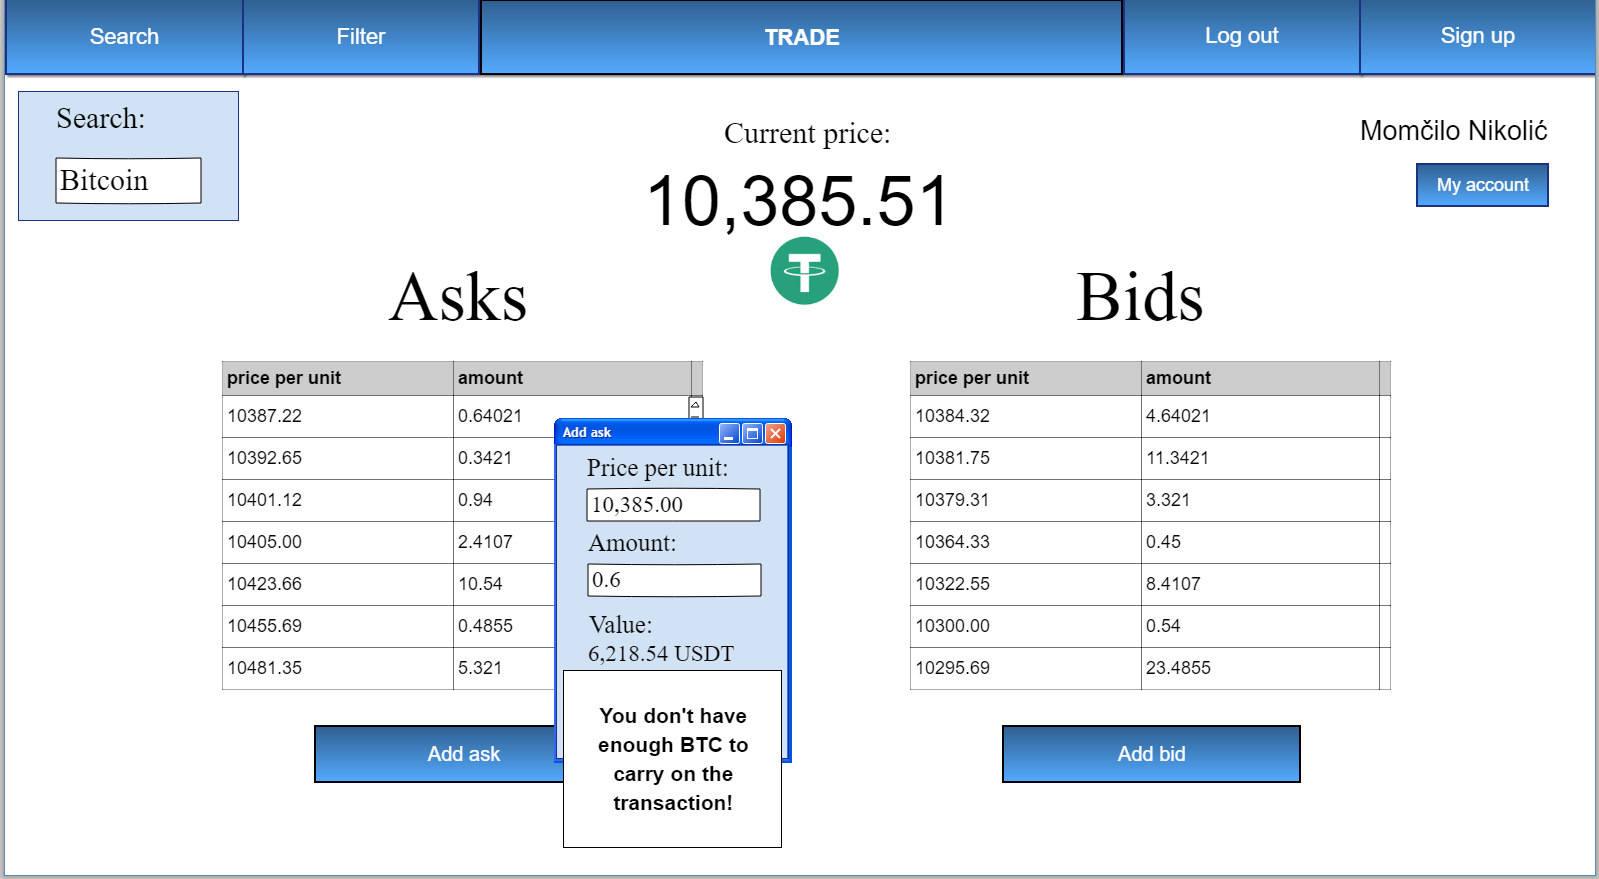 Search
Filter
TRADE
Log out
Sign up
Search:
Bitcoin
Current price:
10,385.51
Momčilo Nikolić
My account
Asks
Bids
price per unit amount
10387.22 0.64021
10392.65 0.3421
10401.12 0.94
10405.00 2.4107
10423.66 10.54
10455.69 0.4855
10481.35 5.321
Add ask
Add ask
Price per unit:
10,385.00
Amount:
0.6
Value:
6,218.54 USDT
You don't have
enough BTC to
carry on the
transaction!
price per unit amount
10384.32 4.64021
10381.75 11.3421
10379.31 3.321
10364.33 0.45
10322.55 8.4107
10300.00 0.54
10295.69 23.4855
Add bid